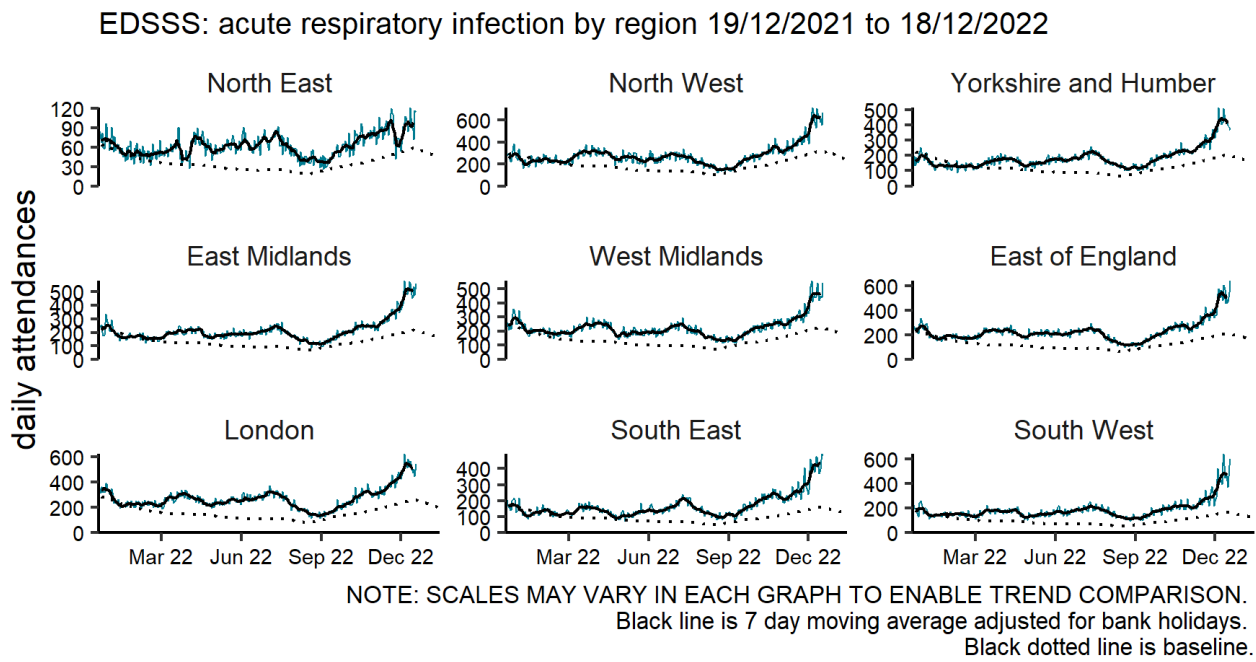 EDSSS: acute respiratory infection by region 19/12/2021 to 18/12/2022
daily attendances
North East
120
90
60
30
0
North West
600
400
200
0
Yorkshire and Humber
500
400
300
200
100
0
East Midlands
500
400
300
200
100
0
West Midlands
500
400
300
200
100
0
East of England
600
400
200
0
London
600
400
200
0
South East
400
300
200
100
0
South West
600
400
200
0
Mar 22 Jun 22 Sep 22 Dec 22
Mar 22 Jun 22 Sep 22 Dec 22
Mar 22 Jun 22 Sep 22 Dec 22
NOTE: SCALES MAY VARY IN EACH GRAPH TO ENABLE TREND COMPARISON.
Black line is 7 day moving average adjusted for bank holidays.
Black dotted line is baseline.